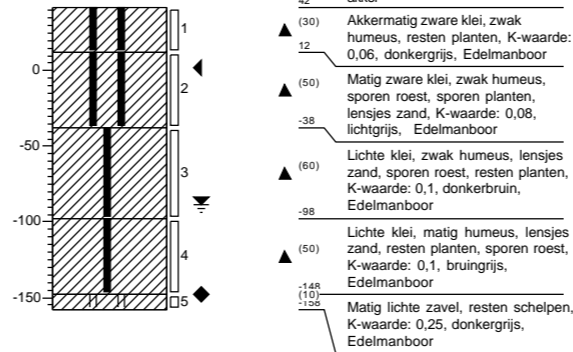 42
akker
(30)
Akkermatig zware klei, zwak
humeus, resten planten, K-waarde:
12
0,06, donkergrijs, Edelmanboor
1
0
(50)
Matig zware klei, zwak humeus,
sporen roest, sporen planten,
lensjes zand, K-waarde: 0,08,
-38
lichtgrijs, Edelmanboor
2
-50
(60)
Lichte klei, zwak humeus, lensjes
zand, sporen roest, resten planten,
K-waarde: 0,1, donkerbruin,
-98
Edelmanboor
3
-100
(50)
Lichte klei, matig humeus, lensjes
zand, resten planten, sporen roest,
K-waarde: 0,1, bruingrijs,
-148
Edelmanboor
4
-150
5
(10)
-158
Matig lichte zavel, resten schelpen,
K-waarde: 0,25, donkergrijs,
Edelmanboor